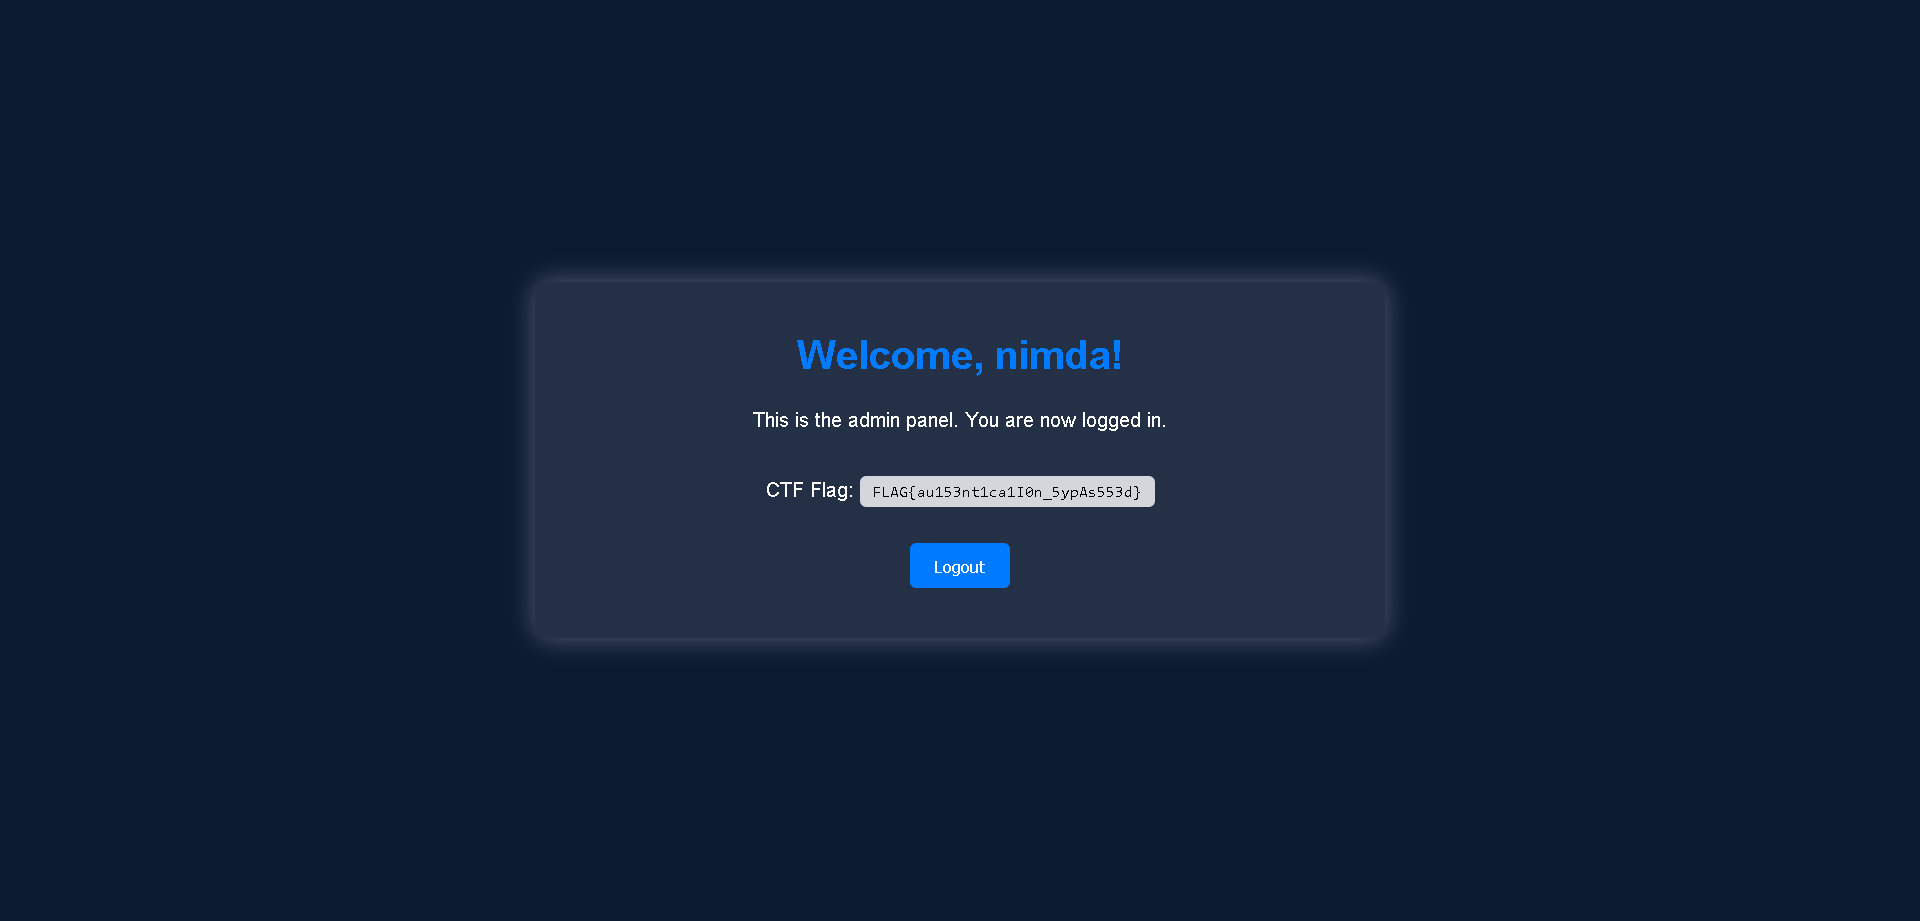 Welcome, nimda!
This is the admin panel. You are now logged in.
CTF Flag: FLAG{au153nt1ca1I0n_5ypAs553d}
Logout